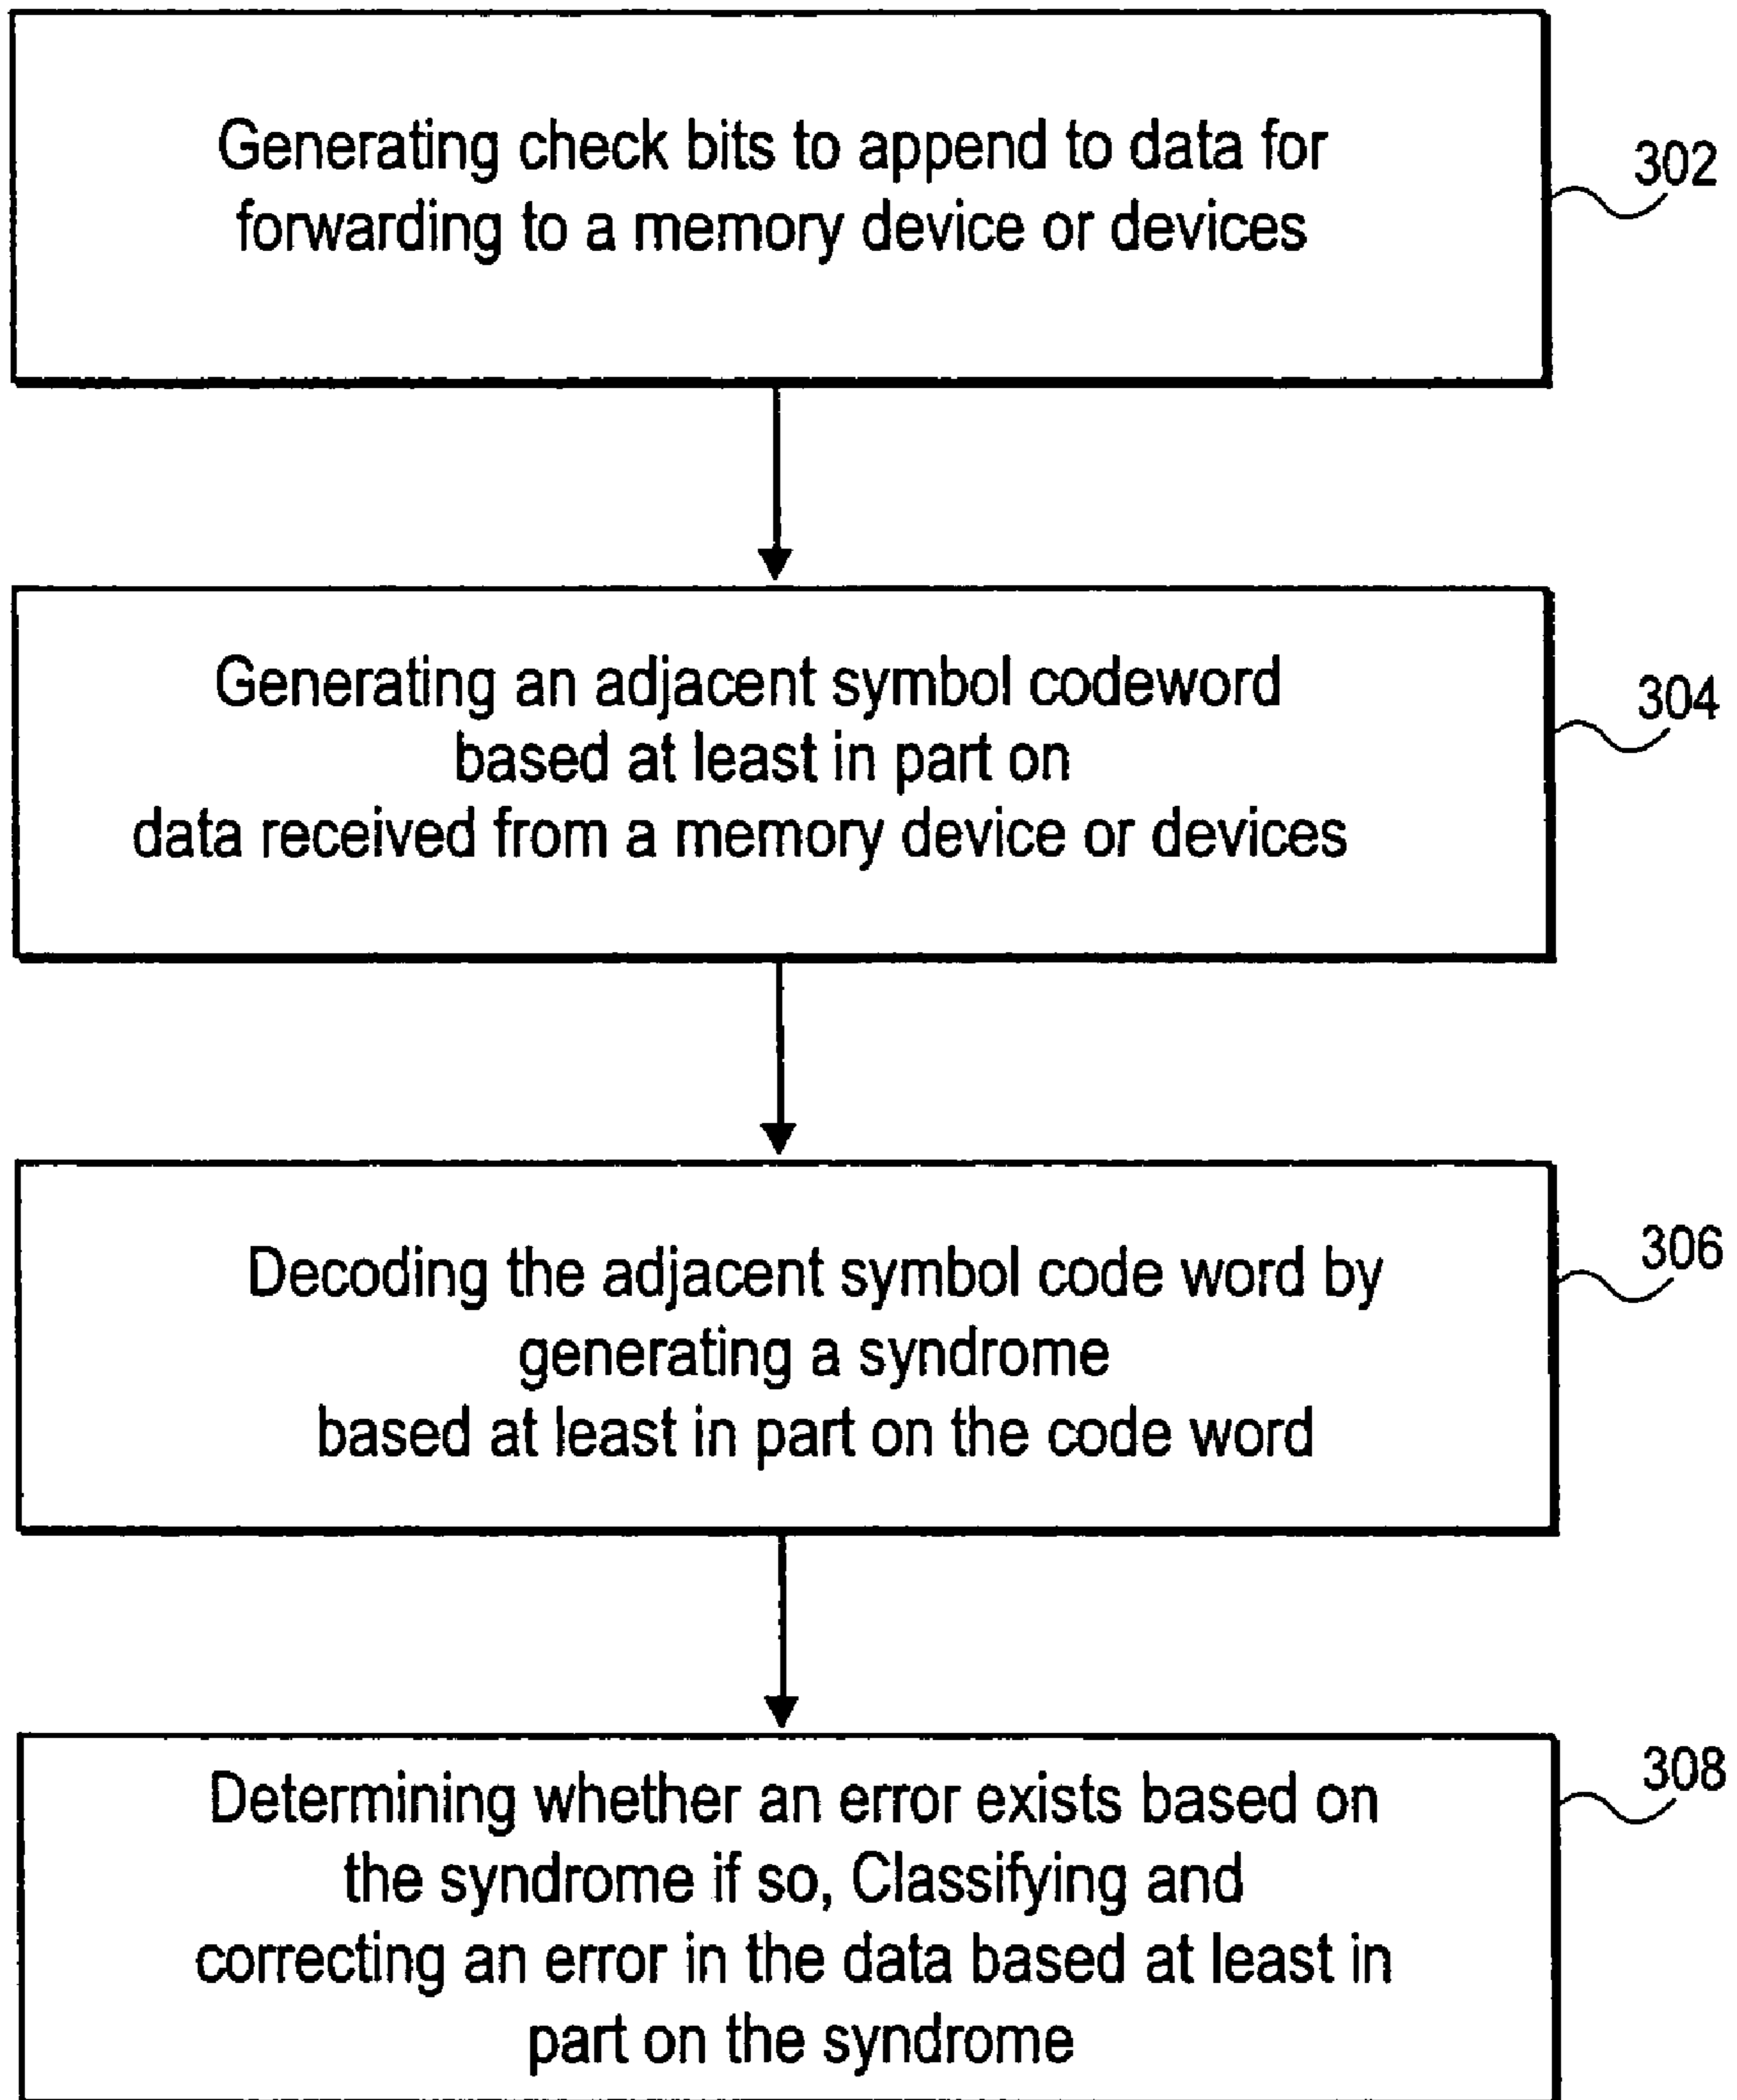 Generating check bits to append to data for
forwarding to a memory device or devices
302
Generating an adjacent symbol codeword
based at least in part on
data received from a memory device or devices
304
Decoding the adjacent symbol code word by
generating a syndrome
based at least in part on the code word
306
Determining whether an error exists based on
the syndrome if so, Classifying and
correcting an error in the data based at least in
part on the syndrome
308